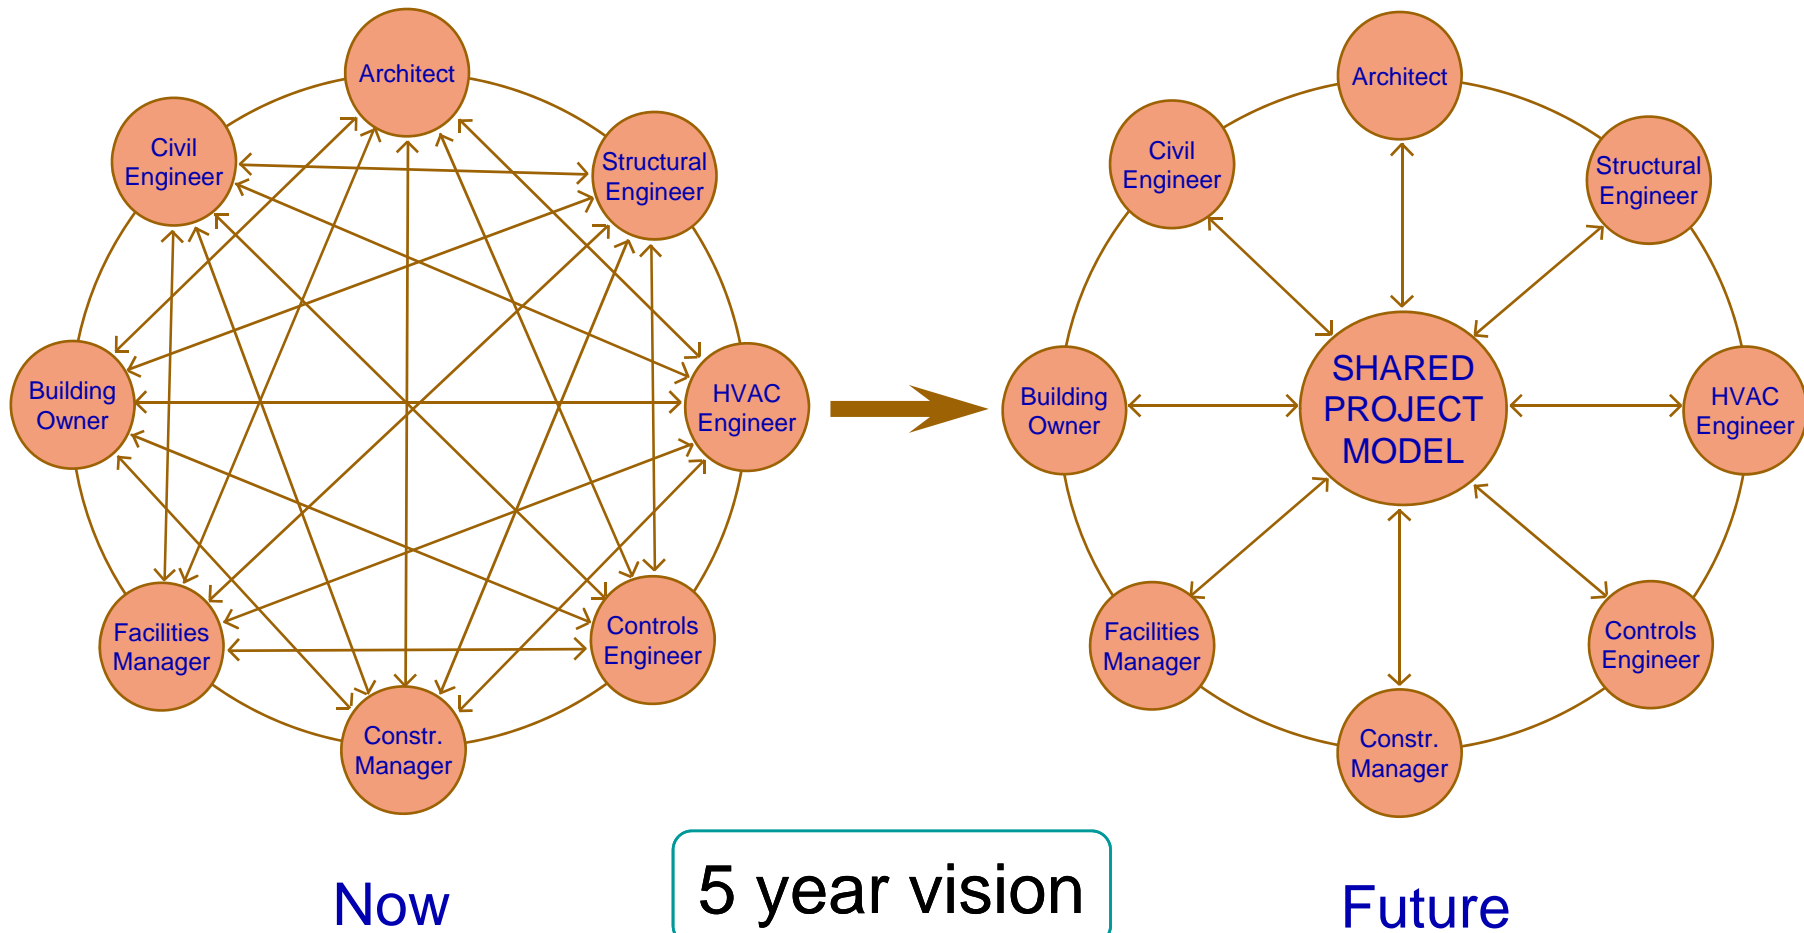 Architect
Civil
Engineer
Structural
Engineer
Building
Owner
HVAC
Engineer
Facilities
Manager
Controls
Engineer
Constr.
Manager
Now
5 year vision
Architect
Civil
Engineer
Structural
Engineer
Building
Owner
SHARED
PROJECT
MODEL
HVAC
Engineer
Facilities
Manager
Controls
Engineer
Constr.
Manager
Future